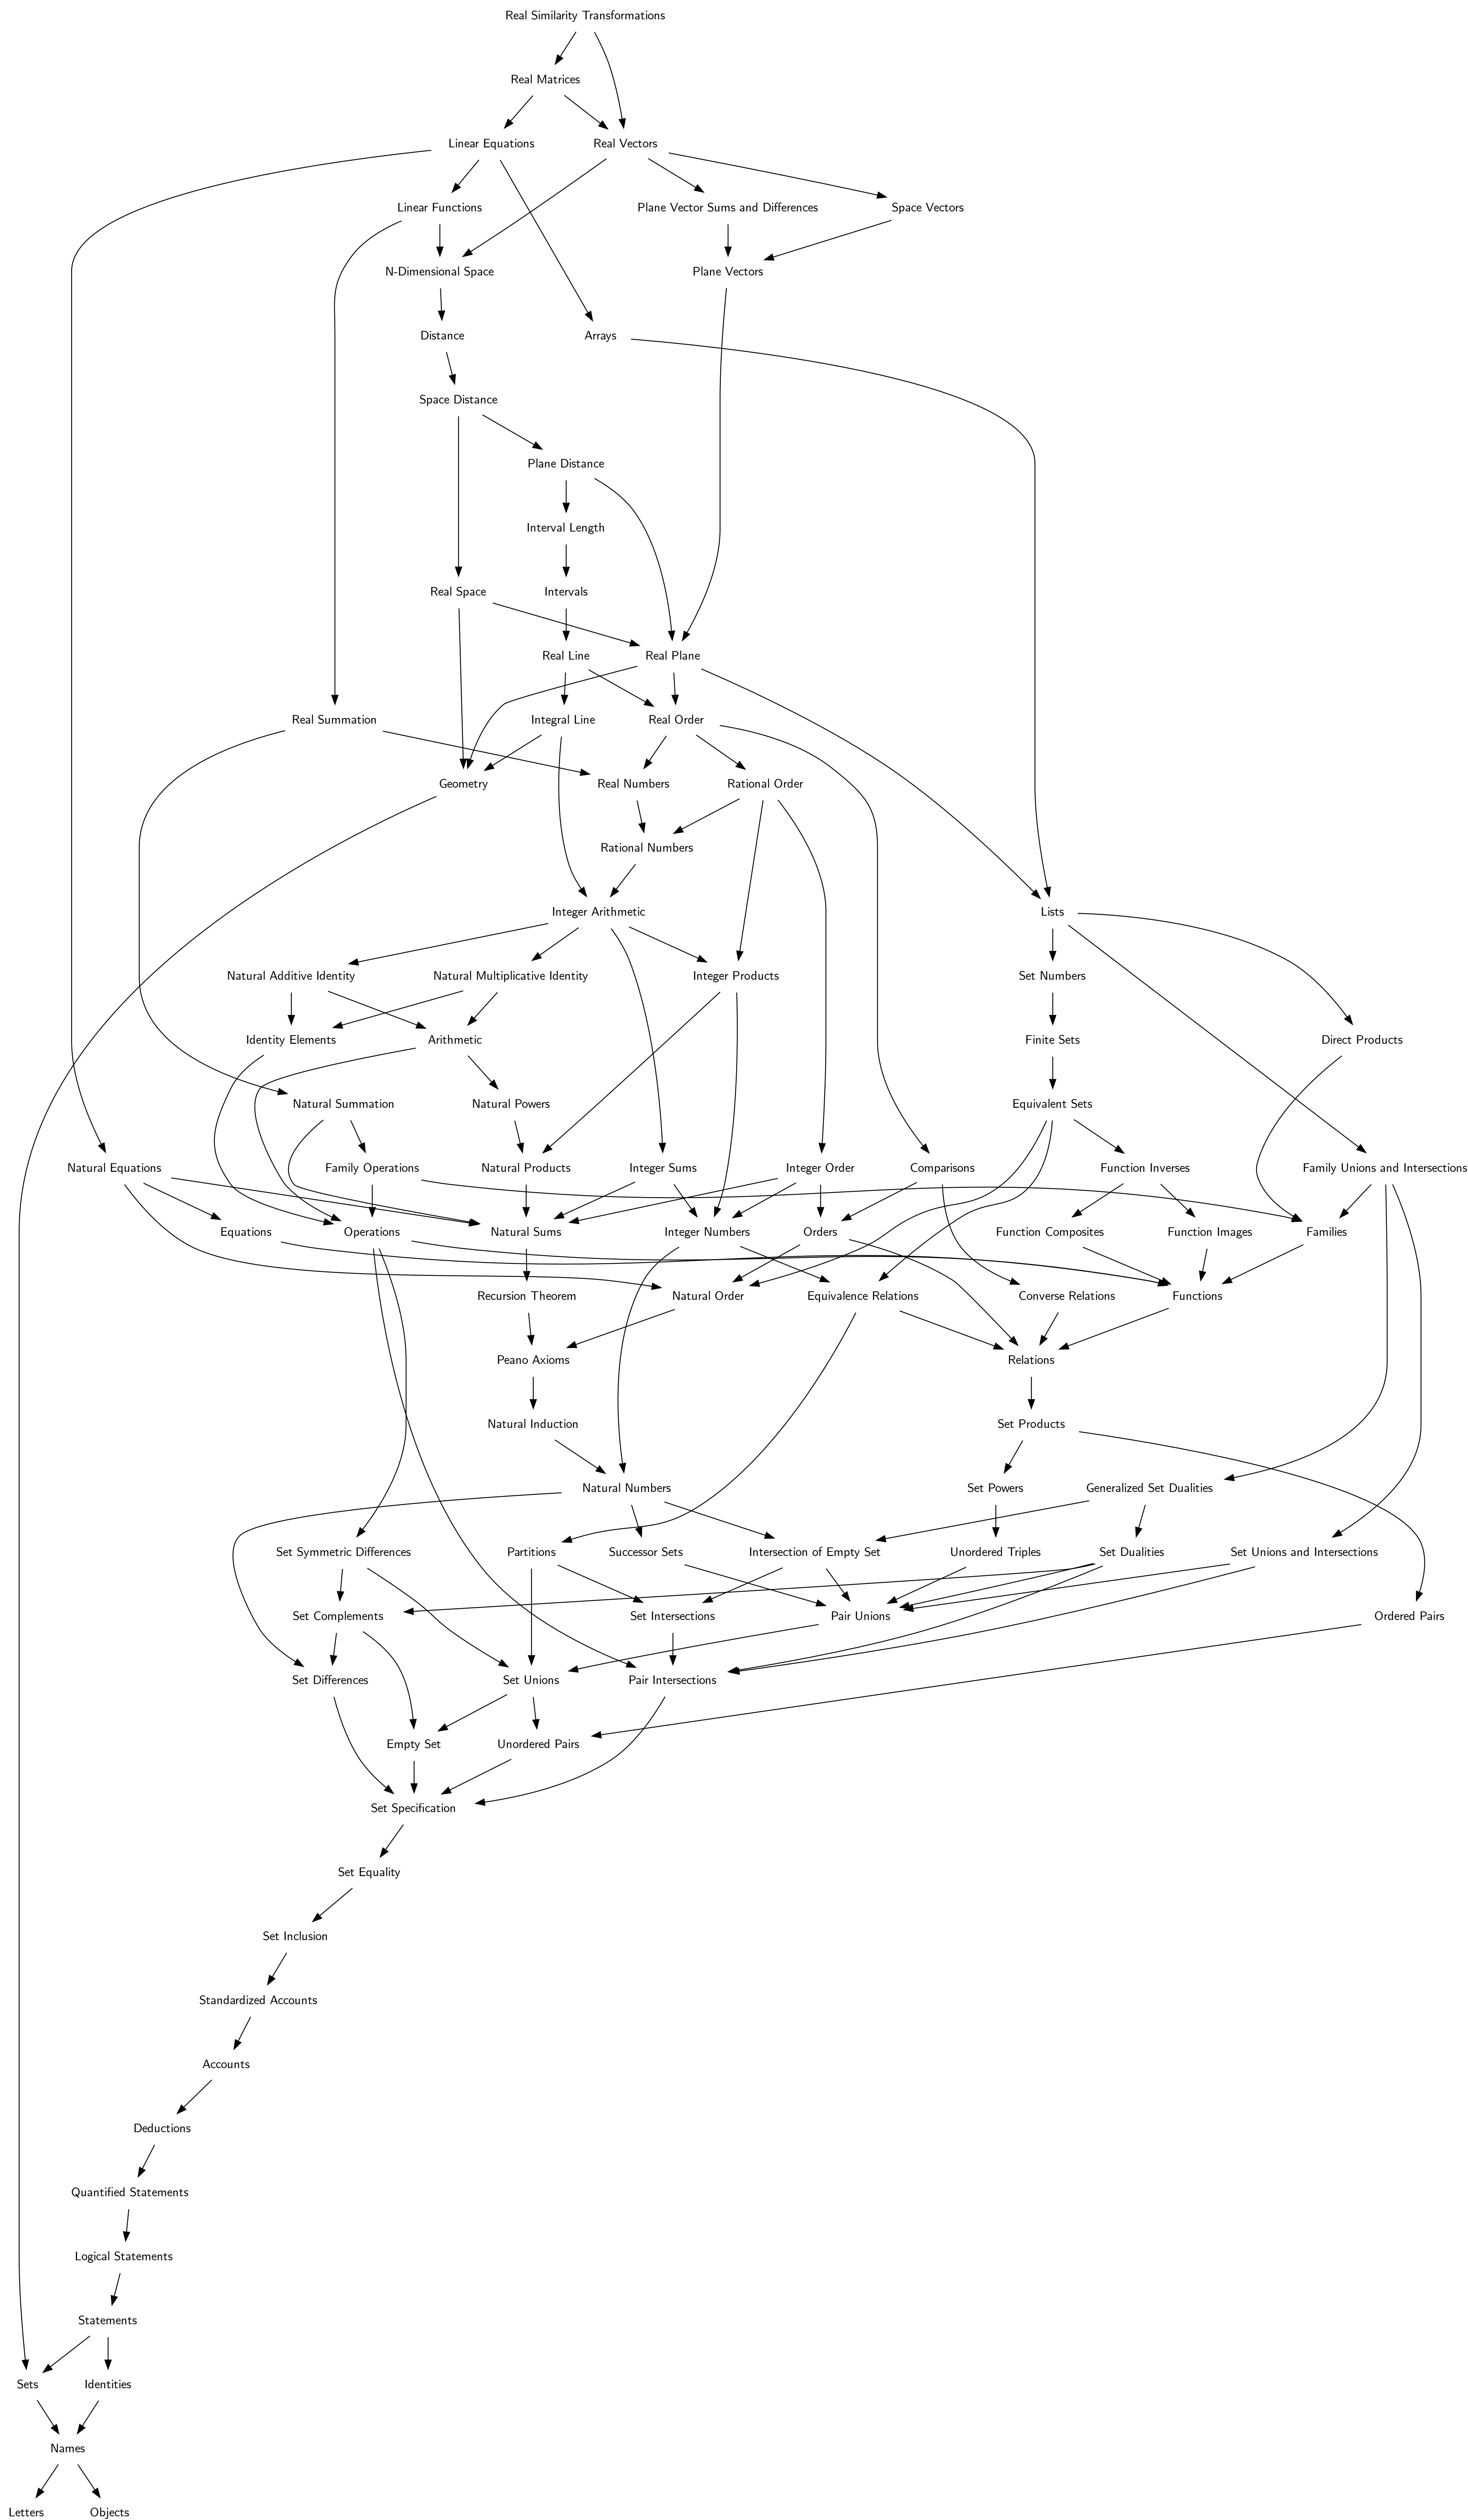 Real Similarity Transformations
Real Matrices
Linear Equations
Real Vectors
Linear Functions
Plane Vector Sums and Differences
Space Vectors
N-Dimensional Space
Plane Vectors
Distance
Arrays
Space Distance
Plane Distance
Interval Length
Real Space
Intervals
Real Line
Real Plane
Real Summation
Integral Line
Real Order
Geometry
Real Numbers
Rational Order
Rational Numbers
Integer Arithmetic
Lists
Natural Additive Identity
Natural Multiplicative Identity
Integer Products
Set Numbers
Identity Elements
Arithmetic
Finite Sets
Direct Products
Natural Summation
Natural Powers
Equivalent Sets
Natural Equations
Family Operations
Natural Products
Integer Sums
Integer Order
Comparisons
Function Inverses
Family Unions and Intersections
Equations
Operations
Natural Sums
Integer Numbers
Orders
Function Composites
Function Images
Families
Recursion Theorem
Natural Order
Equivalence Relations
Converse Relations
Functions
Peano Axioms
Relations
Natural Induction
Set Products
Natural Numbers
Set Powers
Generalized Set Dualities
Set Symmetric Differences
Partitions
Successor Sets
Intersection of Empty Set
Unordered Triples
Set Dualities
Set Unions and Intersections
Set Complements
Set Intersections
Pair Unions
Ordered Pairs
Set Differences
Set Unions
Pair Intersections
Empty Set
Unordered Pairs
Set Specification
Set Equality
Set Inclusion
Standardized Accounts
Accounts
Deductions
Quantified Statements
Logical Statements
Statements
Sets
Identities
Names
Letters
Objects